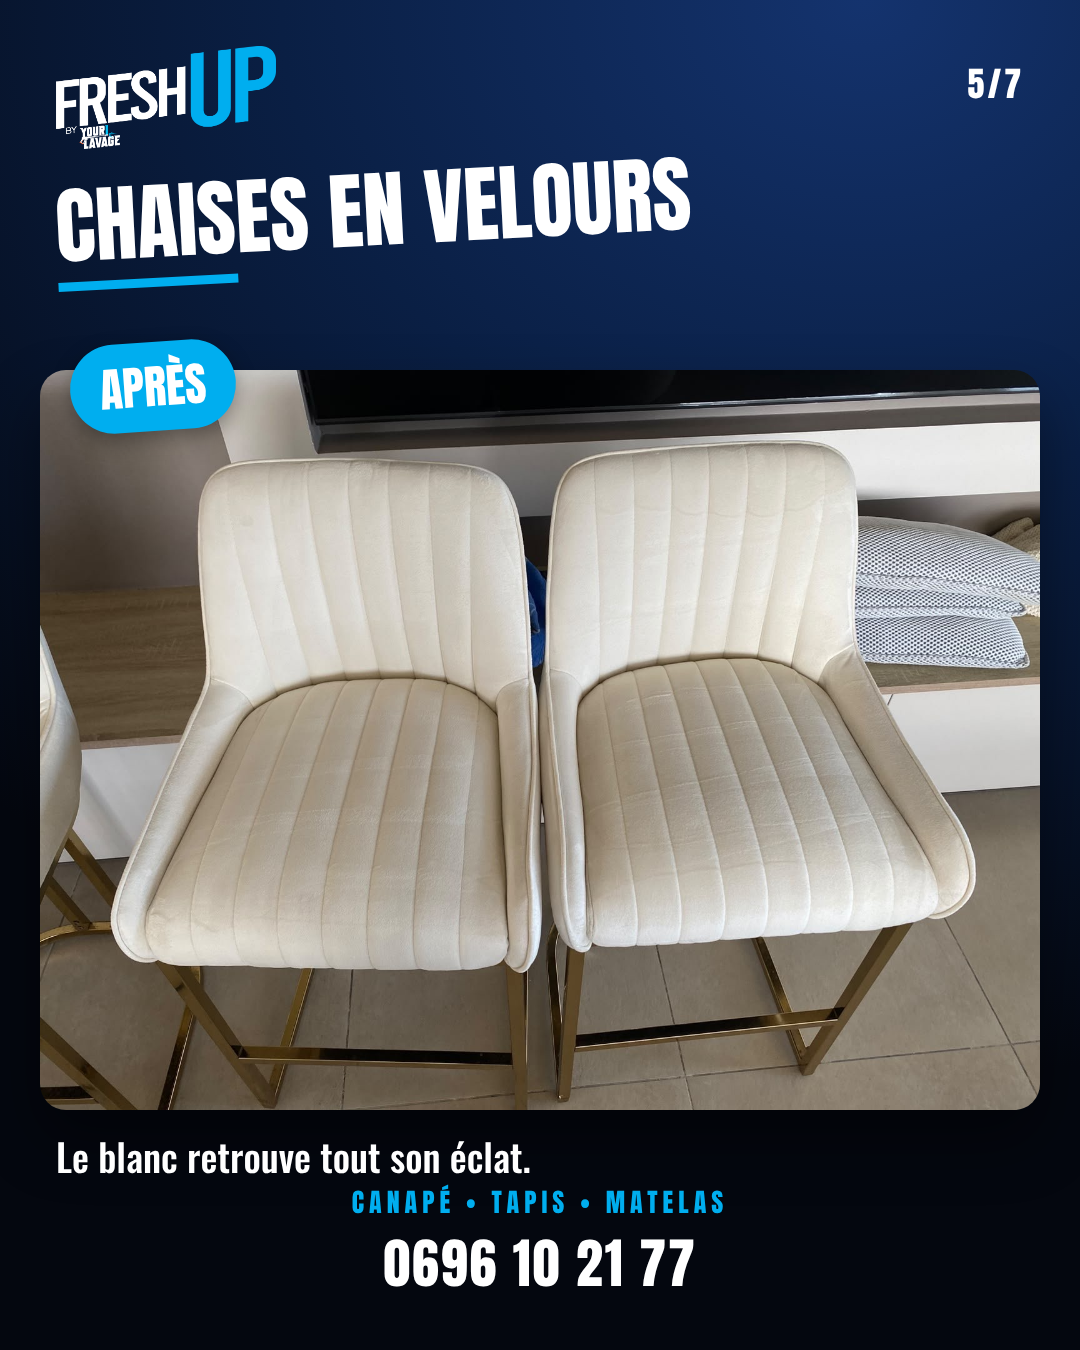 FRESHUP
BY YOUR LAVAGE
5/7
CHAISES EN VELOURS
APRÈS
Le blanc retrouve tout son éclat.
CANAPÉ • TAPIS • MATELAS
0696 10 21 77